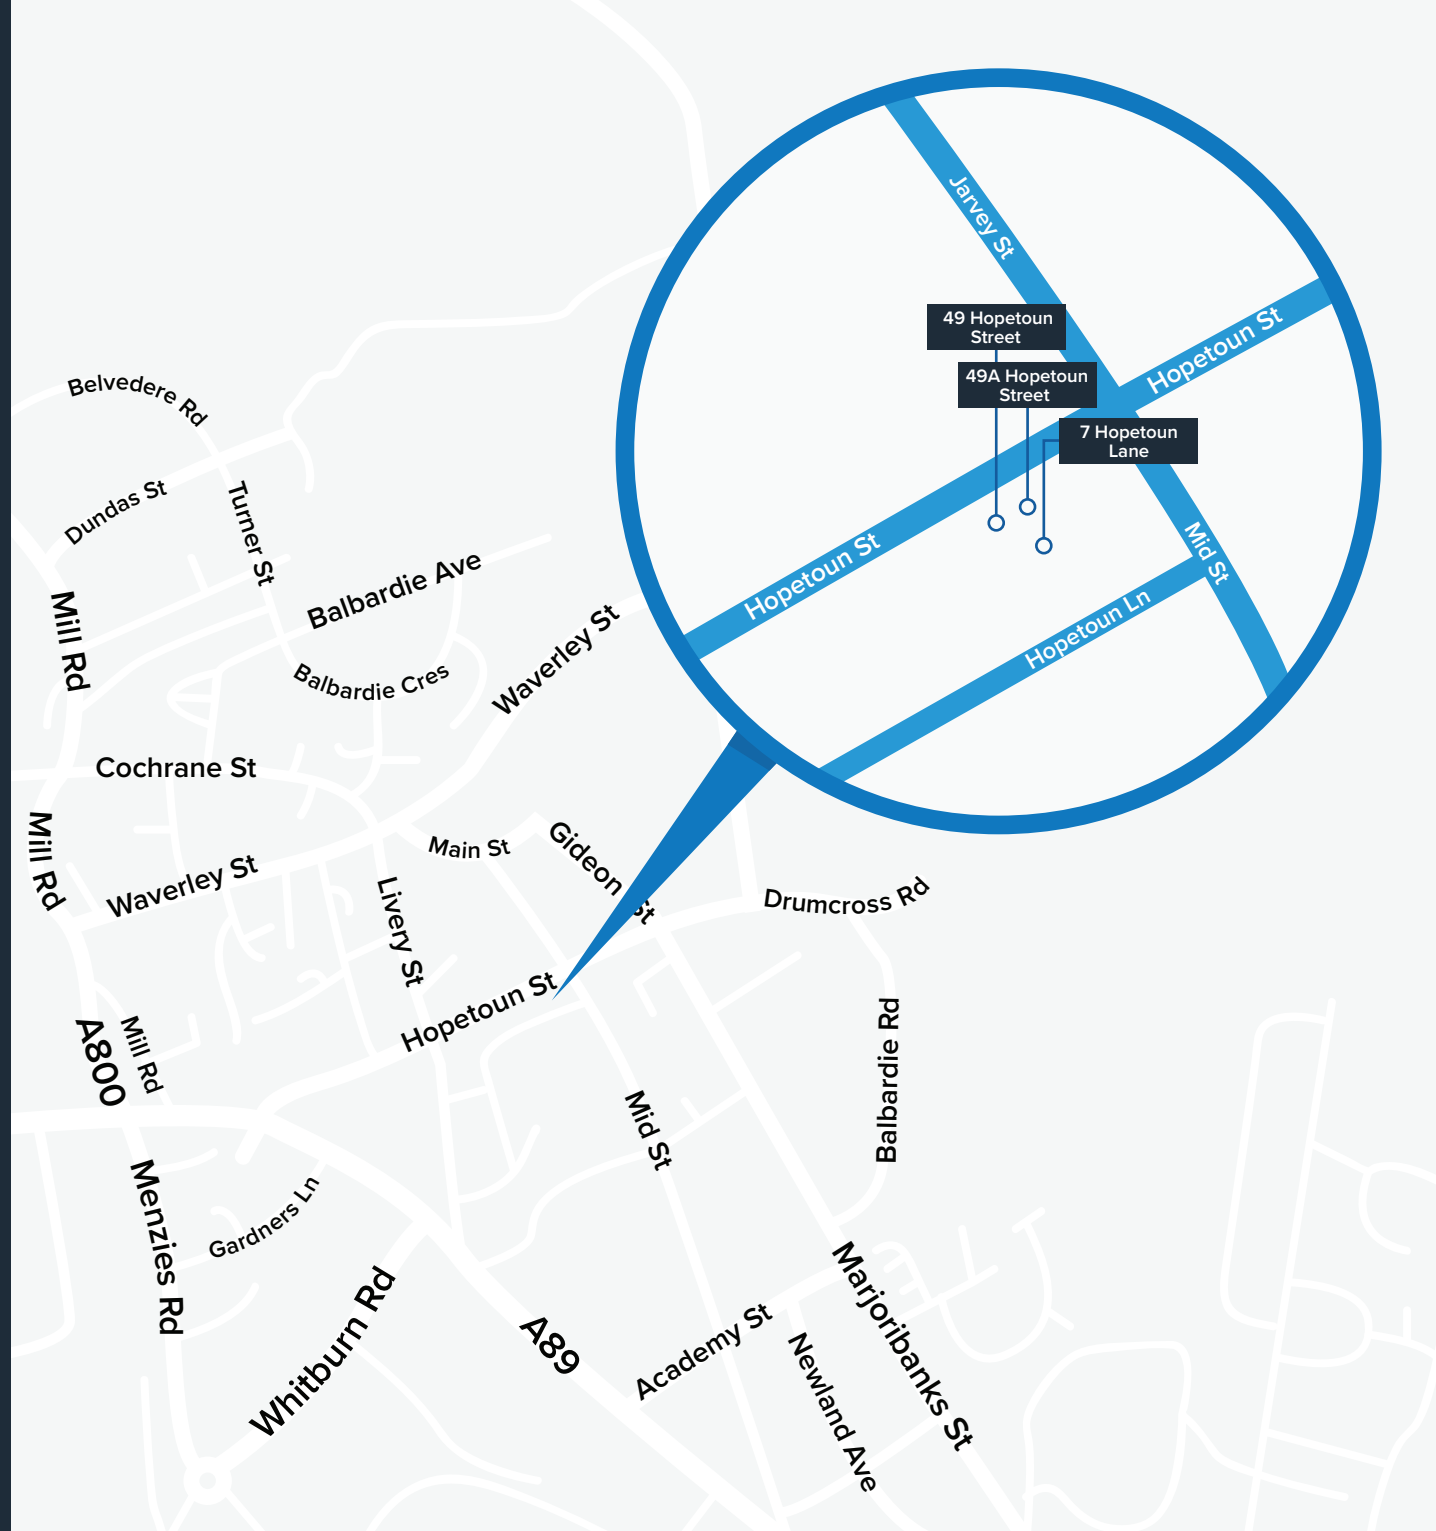 Jarvey St
49 Hopetoun
Street
Hopetoun St
49A Hopetoun
Street
7 Hopetoun
Lane
Hopetoun St
Mid St
Hopetoun Ln
Belvedere Rd
Dundas St
Turner St
Balbardie Ave
Mill Rd
Balbardie Cres
Waverley St
Cochrane St
Mill Rd
Main St
Gideon St
Waverley St
Livery St
Drumcross Rd
Hopetoun St
A800
Mill Rd
Balbardie Rd
Mid St
Menzies Rd
Gardners Ln
Whitburn Rd
A89
Academy St
Marjoribanks St
Newland Ave